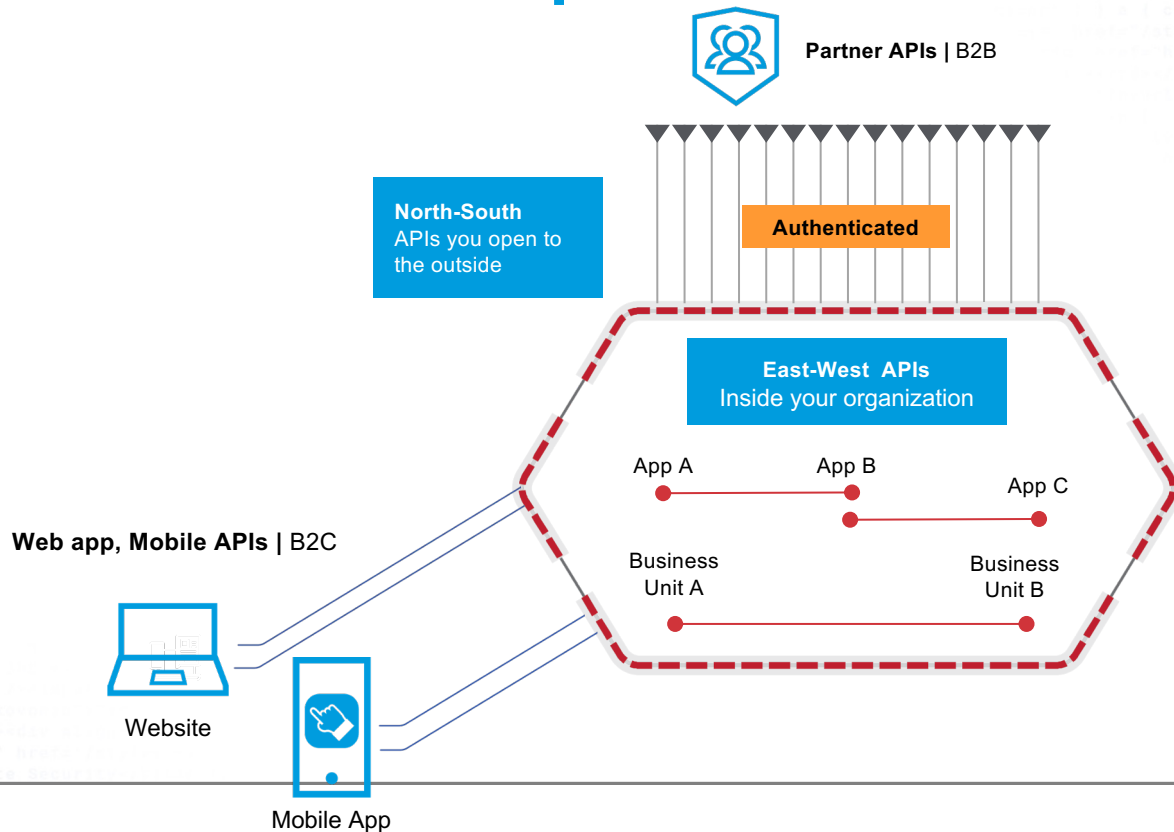 Partner APIs | B2B
North-South
APIs you open to
the outside
Authenticated
East-West APIs
Inside your organization
App A
App B
App C
Web app, Mobile APIs | B2C
Business
Unit A
Business
Unit B
Website
Mobile App